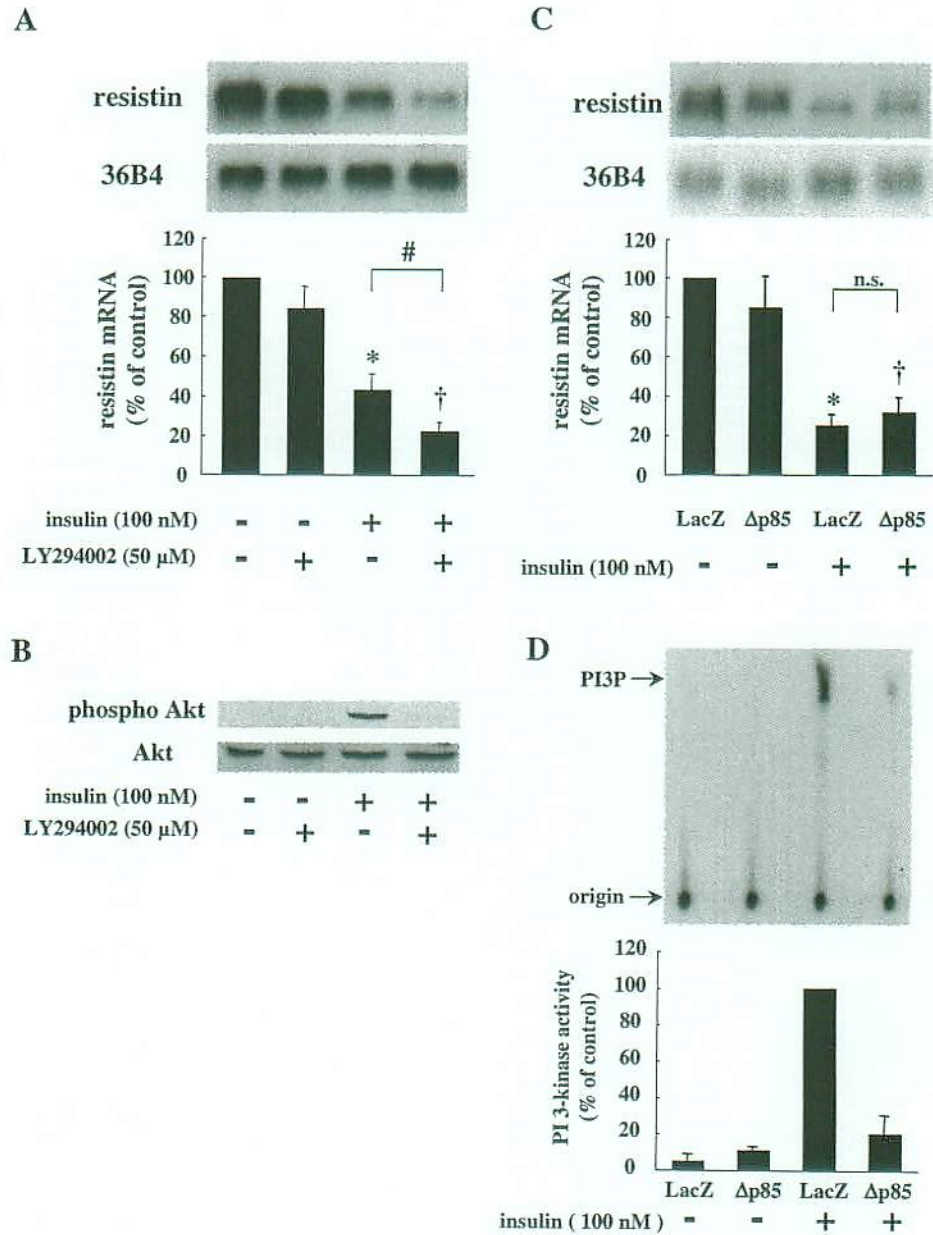 A
resistin
36B4
120
100
80
60
40
20
0
resistin mRNA
(% of control)
*
#
†
insulin (100 nM) - - + +
LY294002 (50 µM) - + - +
C
resistin
36B4
120
100
80
60
40
20
0
resistin mRNA
(% of control)
*
n.s.
†
LacZ Δp85 LacZ Δp85
insulin (100 nM) - - + +
B
phospho Akt
Akt
insulin (100 nM) - - + +
LY294002 (50 µM) - + - +
D
PI3P
origin
120
100
80
60
40
20
0
PI 3-kinase activity
(% of control)
LacZ Δp85 LacZ Δp85
insulin ( 100 nM ) - - + +